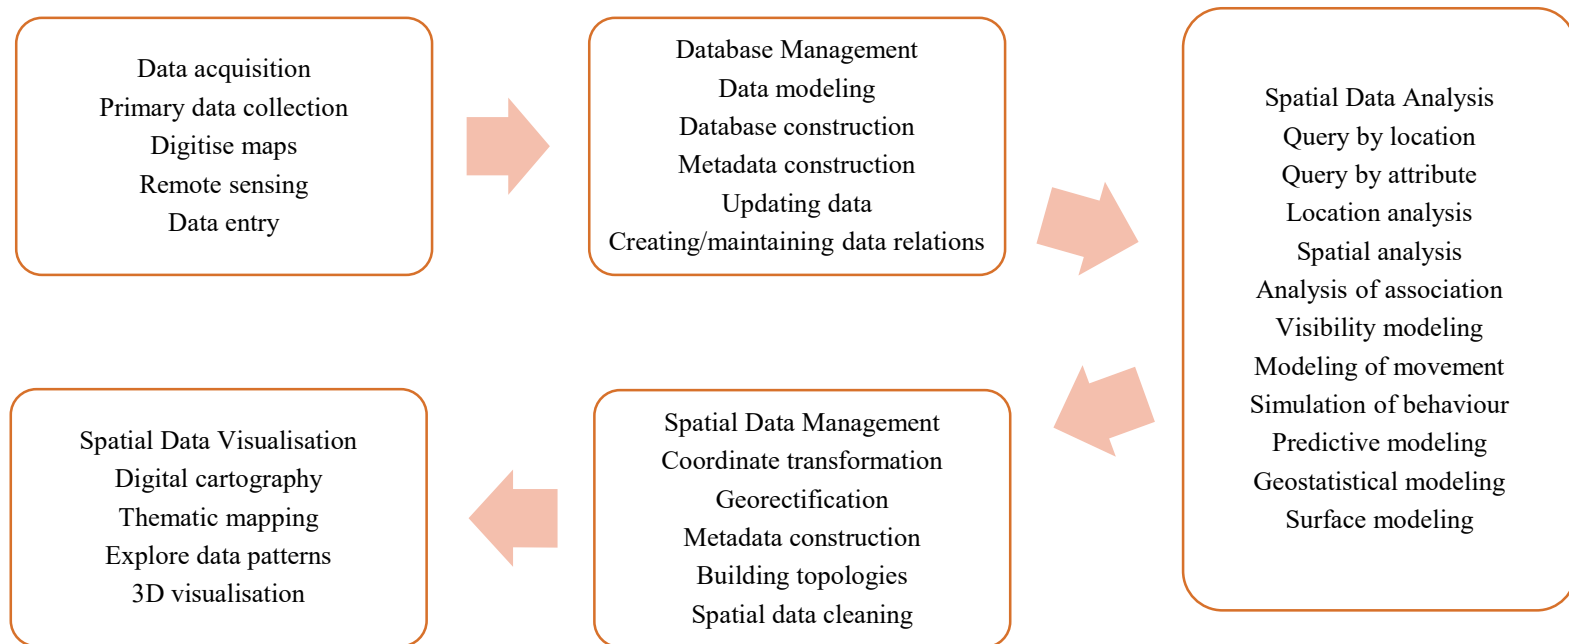 Data acquisition
Primary data collection
Digitise maps
Remote sensing
Data entry
Database Management
Data modeling
Database construction
Metadata construction
Updating data
Creating/maintaining data relations
Spatial Data Analysis
Query by location
Query by attribute
Location analysis
Spatial analysis
Analysis of association
Visibility modeling
Modeling of movement
Simulation of behaviour
Predictive modeling
Geostatistical modeling
Surface modeling
Spatial Data Management
Coordinate transformation
Georectification
Metadata construction
Building topologies
Spatial data cleaning
Spatial Data Visualisation
Digital cartography
Thematic mapping
Explore data patterns
3D visualisation